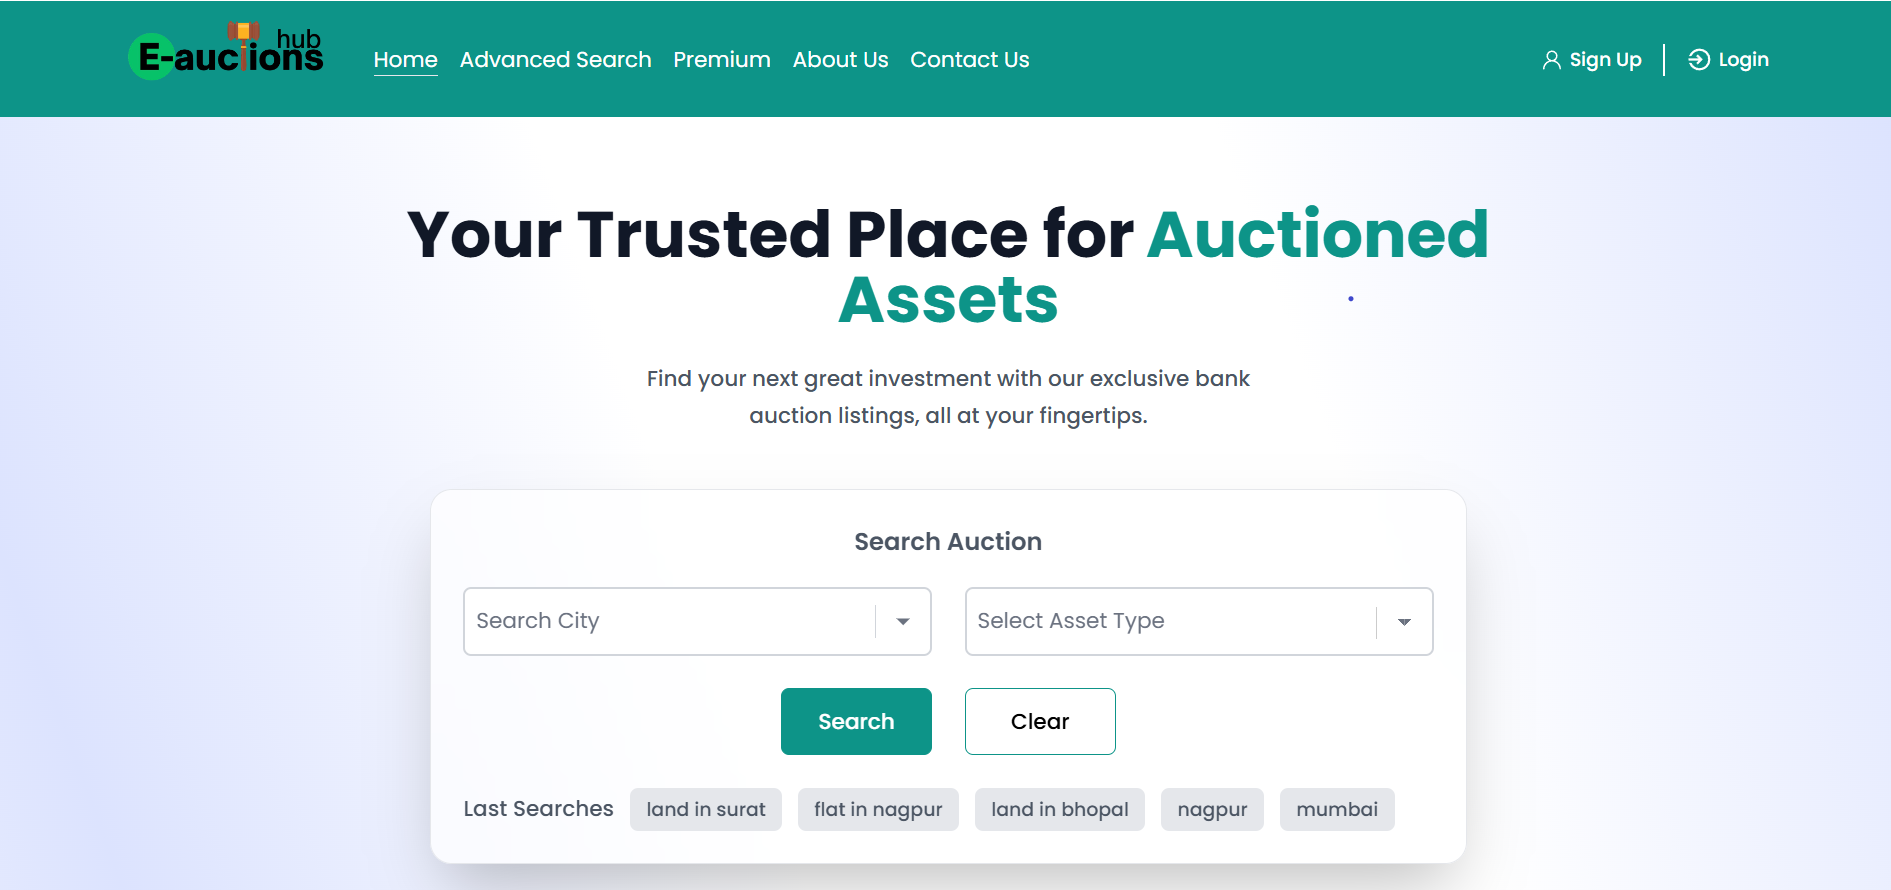 E-auctions hub
Home Advanced Search Premium About Us Contact Us Sign Up Login
Your Trusted Place for Auctioned
Assets
Find your next great investment with our exclusive bank
auction listings, all at your fingertips.
Search Auction
Search City Select Asset Type
Search Clear
Last Searches land in surat flat in nagpur land in bhopal nagpur mumbai